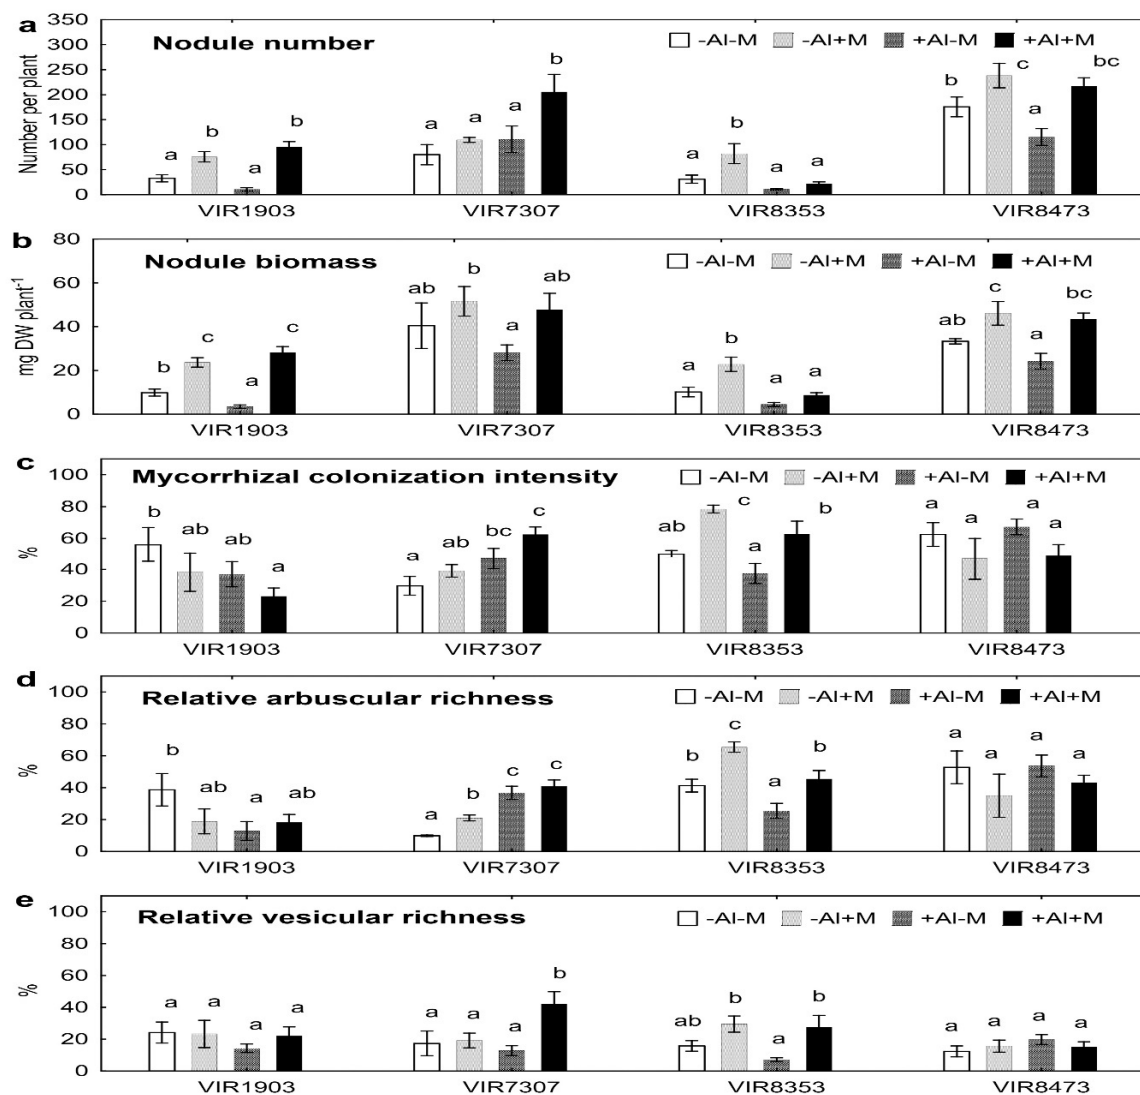 a
Nodule number
-Al-M -Al+M +Al-M +Al+M
Number per plant
350
300
250
200
150
100
50
0
a b a b
a a a b
a b a a
b c a bc
VIR1903 VIR7307 VIR8353 VIR8473
b
Nodule biomass
-Al-M -Al+M +Al-M +Al+M
mg DW plant-1
80
60
40
20
0
b c a c
ab b a ab
a b a a
ab c a bc
VIR1903 VIR7307 VIR8353 VIR8473
c
Mycorrhizal colonization intensity
-Al-M -Al+M +Al-M +Al+M
%
100
80
60
40
20
0
b ab ab a
a ab bc c
ab c a b
a a a a
VIR1903 VIR7307 VIR8353 VIR8473
d
Relative arbuscular richness
-Al-M -Al+M +Al-M +Al+M
%
100
80
60
40
20
0
b ab a ab
a b c c
b c a b
a a a a
VIR1903 VIR7307 VIR8353 VIR8473
e
Relative vesicular richness
-Al-M -Al+M +Al-M +Al+M
%
100
80
60
40
20
0
a a a a
a a a b
ab b a b
a a a a
VIR1903 VIR7307 VIR8353 VIR8473